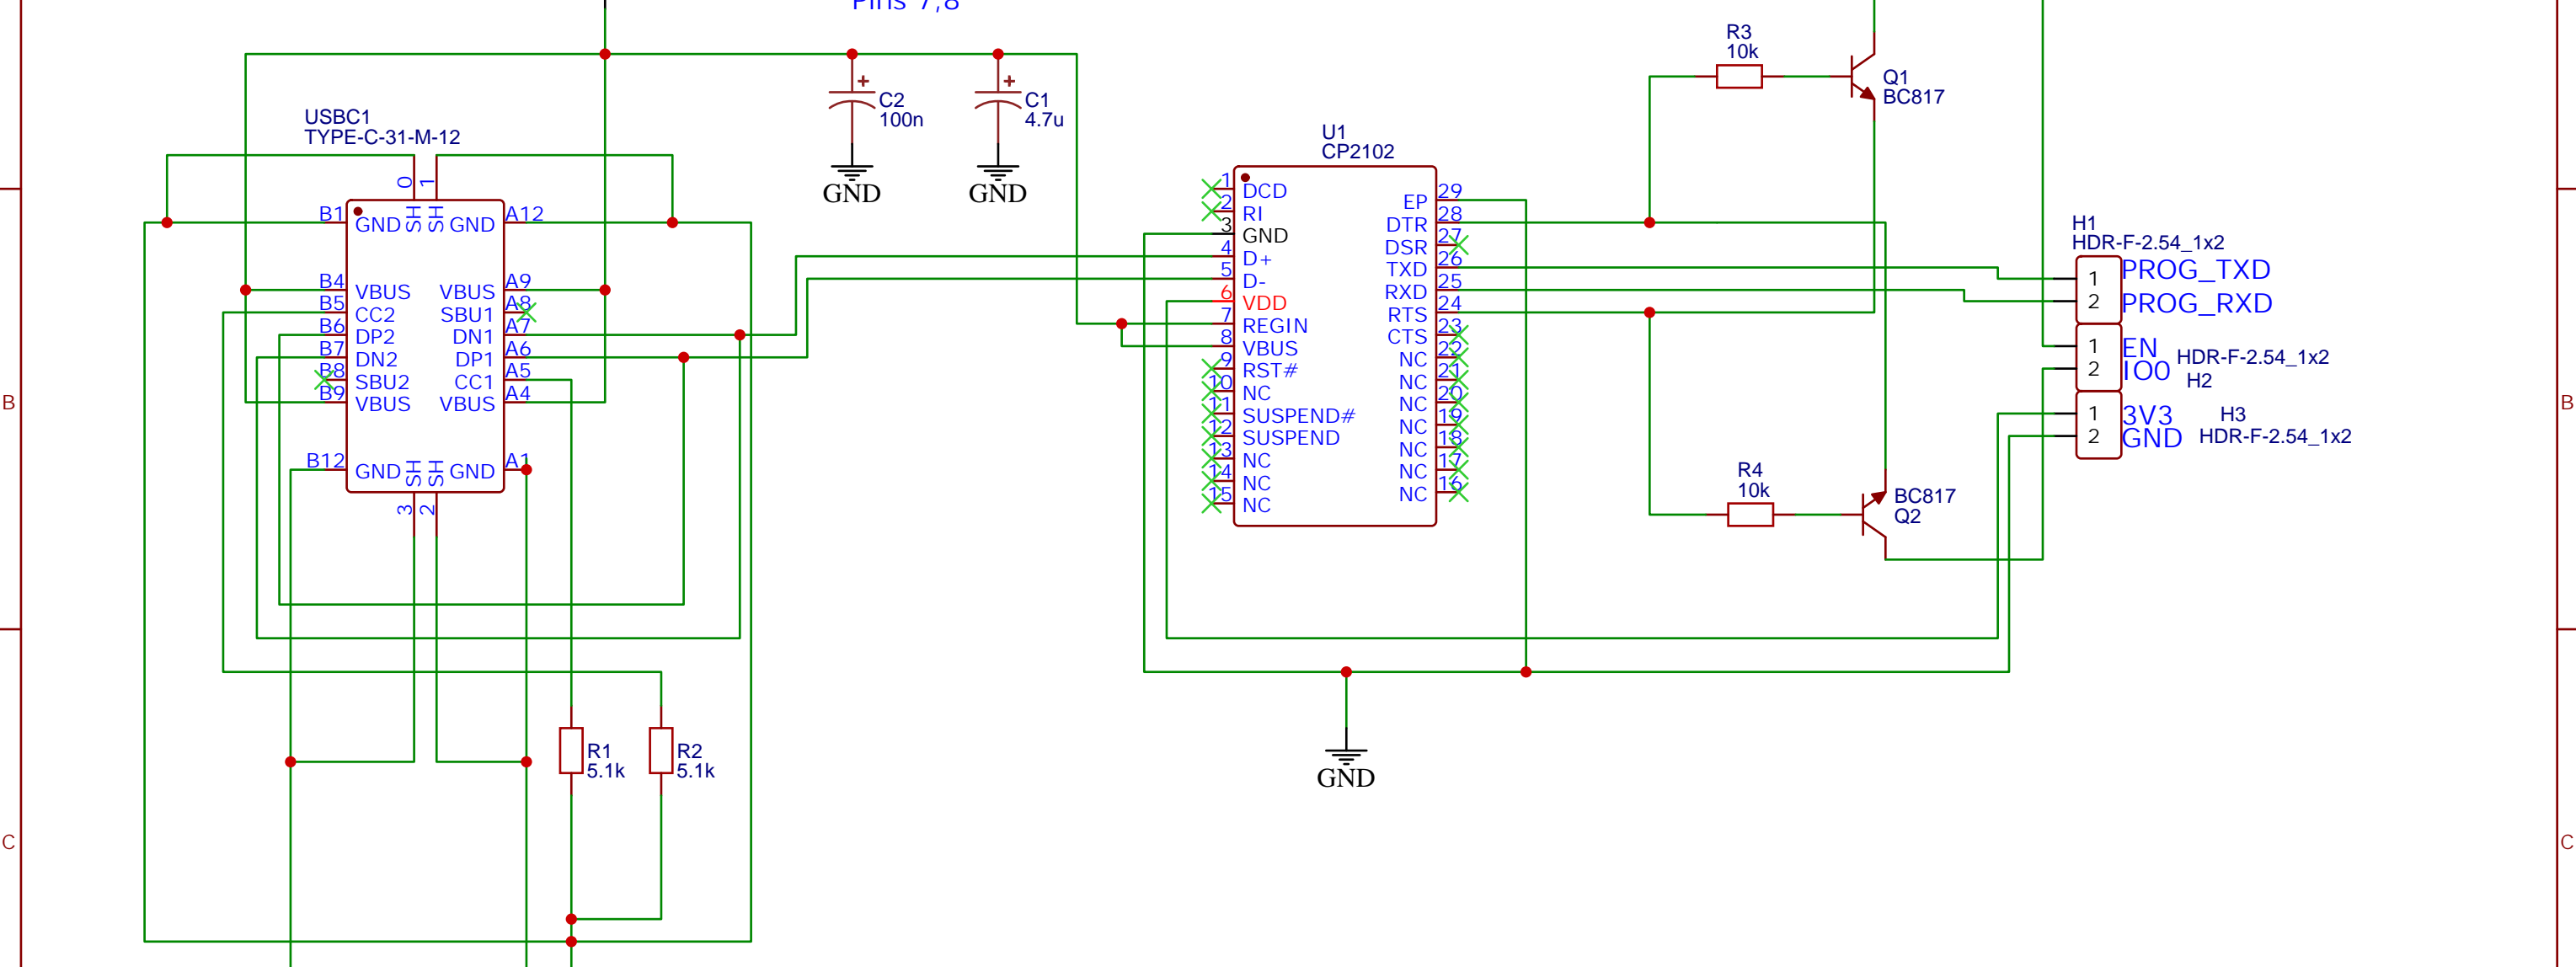 Pins 7,8
R3
10k
Q1
BC817
C2
100n
C1
4.7u
GND
GND
USBC1
TYPE-C-31-M-12
0
1
SH
SH
B1
GND
GND
A12
B4
VBUS
VBUS
A9
B5
CC2
SBU1
A8
B6
DP2
DN1
A7
B7
DN2
DP1
A6
B8
SBU2
CC1
A5
B9
VBUS
VBUS
A4
B12
GND
GND
A1
SH
SH
3
2
U1
CP2102
1
DCD
2
RI
3
GND
4
D+
5
D-
6
VDD
7
REGIN
8
VBUS
9
RST#
10
NC
11
SUSPEND#
12
SUSPEND
13
NC
14
NC
15
NC
EP
29
DTR
28
DSR
27
TXD
26
RXD
25
RTS
24
CTS
23
NC
22
NC
21
NC
20
NC
19
NC
18
NC
17
NC
16
H1
HDR-F-2.54_1x2
1
PROG_TXD
2
PROG_RXD
1
EN
HDR-F-2.54_1x2
2
IO0
H2
1
3V3
H3
2
GND
HDR-F-2.54_1x2
R4
10k
BC817
Q2
B
B
R1
5.1k
R2
5.1k
GND
C
C